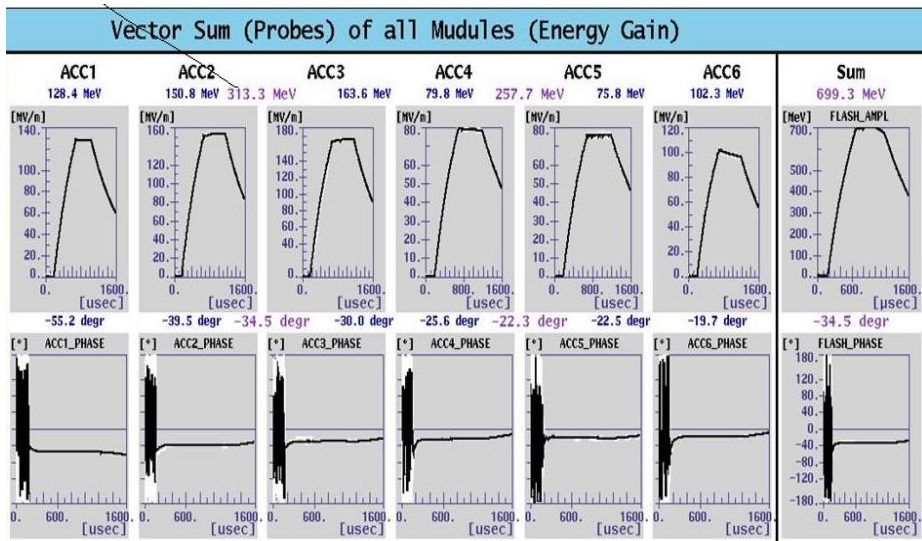 Vector Sum (Probes) of all Mudules (Energy Gain)
ACC1 ACC2 ACC3 ACC4 ACC5 ACC6 Sum
128.4 MeV 150.8 MeV 313.3 MeV 163.6 MeV 79.8 MeV 257.7 MeV 75.8 MeV 102.3 MeV 699.3 MeV
[MV/m] [MV/m] [MV/m] [MV/m] [MV/m] [MV/m] [MeV] FLASH_AMPL
140. 160. 180. 80. 80. 120. 700.
100. 120. 140. 60. 60. 100. 500.
80. 100. 120. 50. 50. 80. 400.
60. 80. 100. 40. 40. 60. 300.
40. 60. 80. 30. 30. 40. 200.
20. 40. 60. 20. 20. 20. 100.
20. 40. 10. 10.
0. 0. 0. 0. 0. 0. 0.
0. 1600. 0. 1600. 0. 1600. 0. 800. 1600. 0. 800. 1600. 0. 1600. 0. 600. 1600.
[usec] [usec] [usec] [usec] [usec] [usec] [usec]
-55.2 degr -39.5 degr -34.5 degr -30.0 degr -25.6 degr -22.3 degr -22.5 degr -19.7 degr -34.5 degr
[°] ACC1_PHASE [°] ACC2_PHASE [°] ACC3_PHASE [°] ACC4_PHASE [°] ACC5_PHASE [°] ACC6_PHASE [°] FLASH_PHASE
180.
120.
80.
40.
0.
-40.
-80.
-120.
-180.
0. 600. 0. 600. 0. 600. 0. 600. 0. 600. 0. 600. 0. 600. 1600.
[usec] [usec] [usec] [usec] [usec] [usec] [usec]